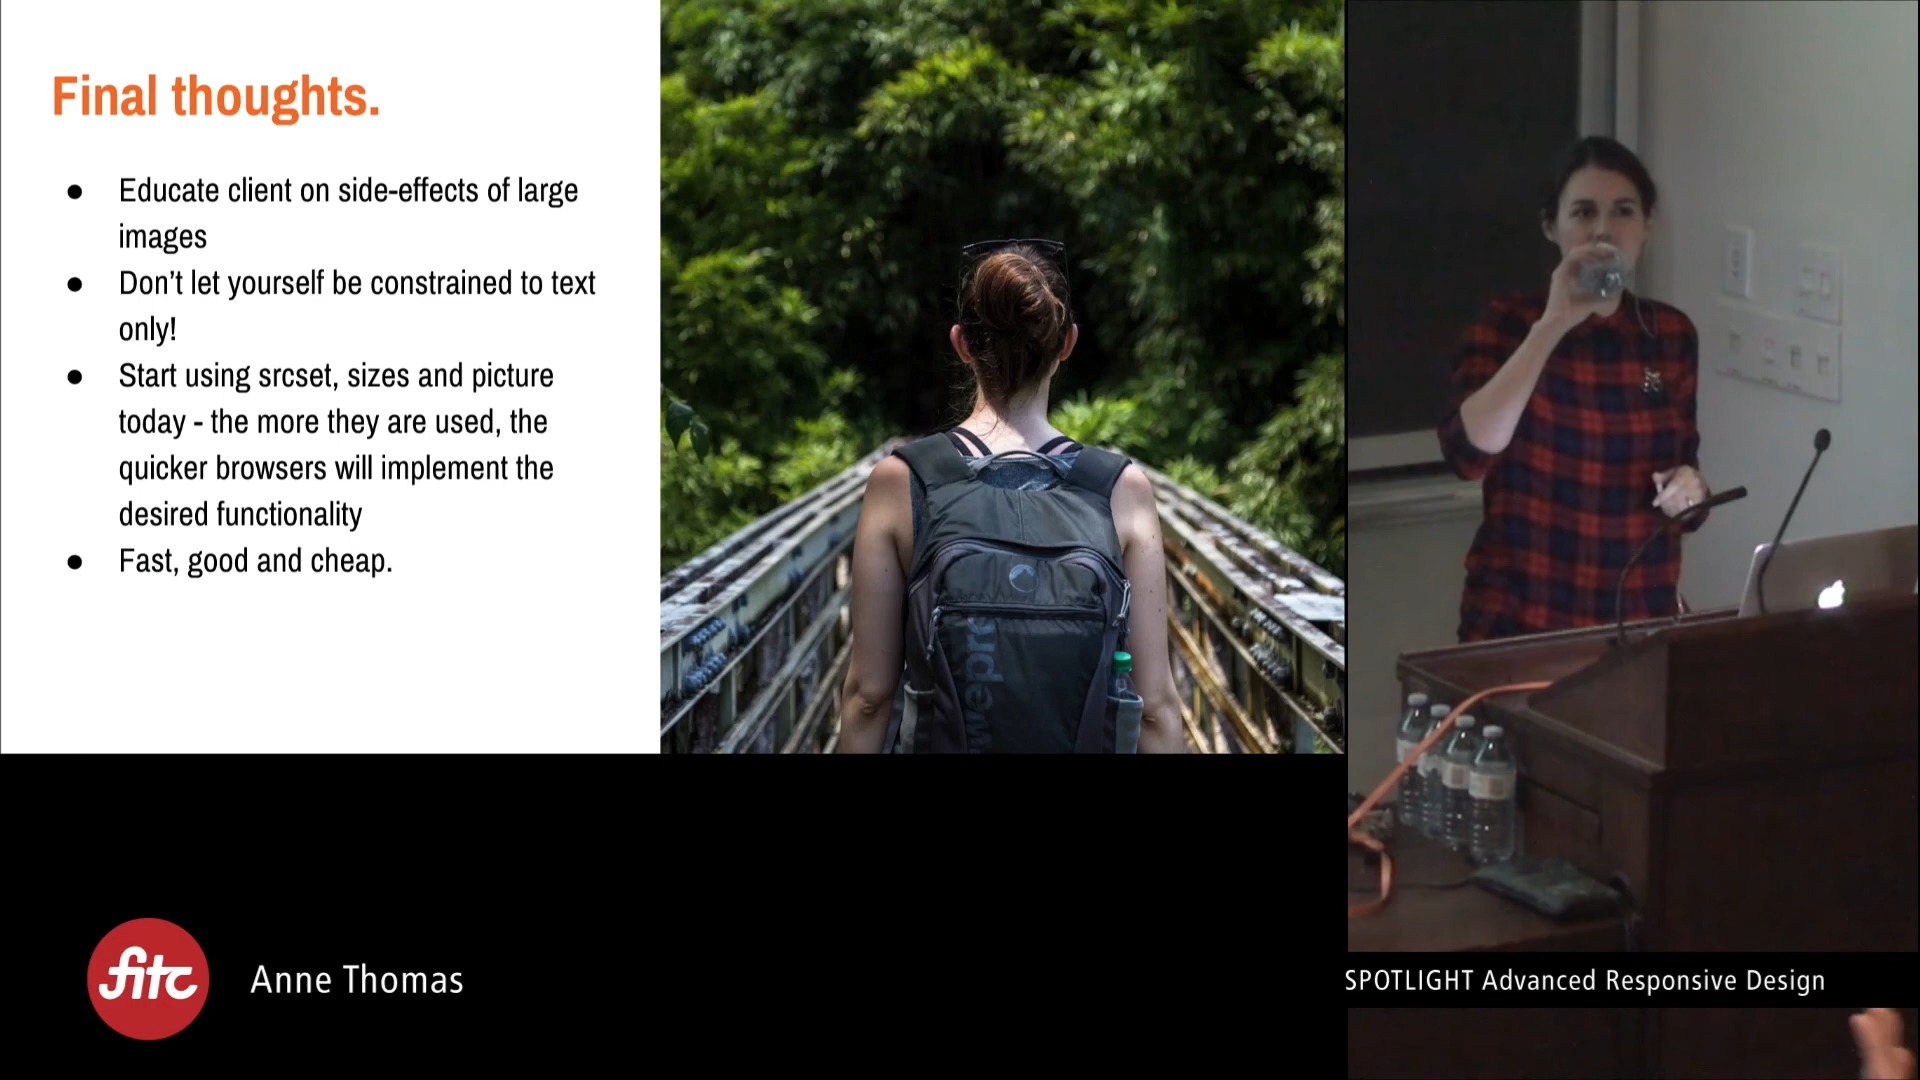 Final thoughts.
● Educate client on side-effects of large
images
● Don’t let yourself be constrained to text
only!
● Start using srcset, sizes and picture
today - the more they are used, the
quicker browsers will implement the
desired functionality
● Fast, good and cheap.
fitc
Anne Thomas
SPOTLIGHT Advanced Responsive Design